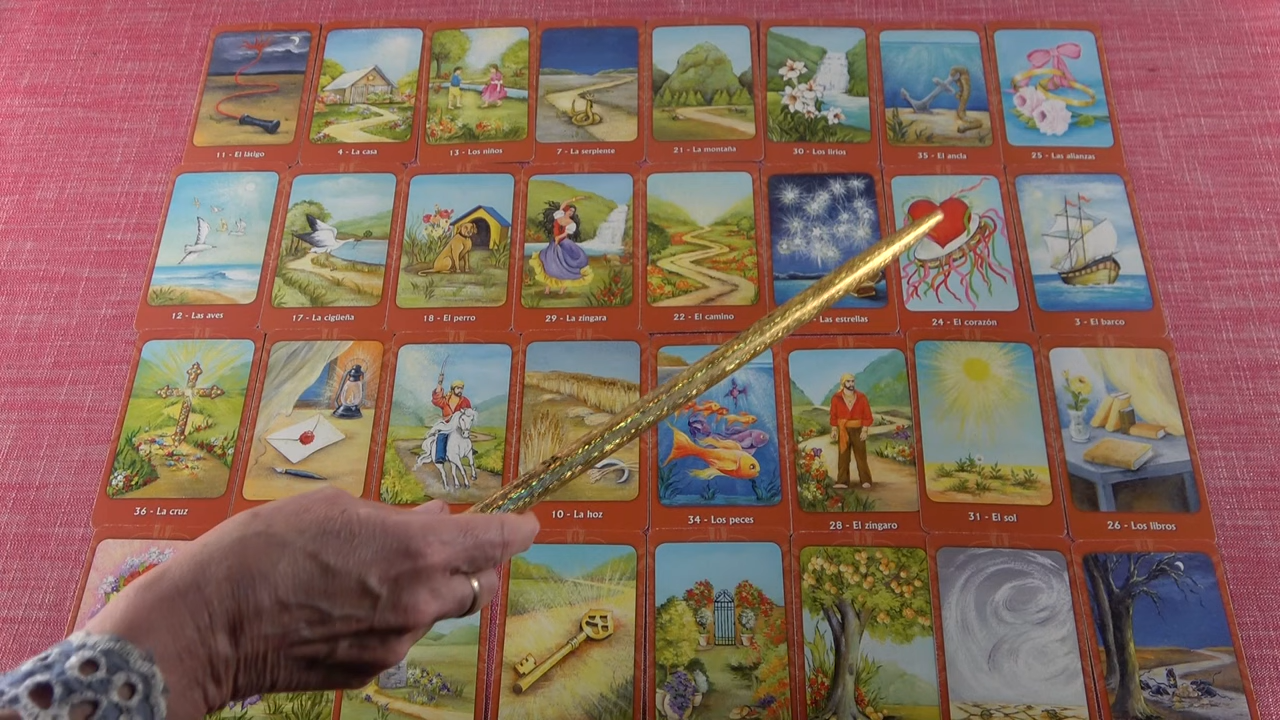 11 - El látigo
4 - La casa
13 - Los niños
7 - La serpiente
21 - La montaña
30 - Los lirios
35 - El ancla
25 - Las alianzas
12 - Las aves
17 - La cigüeña
18 - El perro
29 - La zíngara
22 - El camino
Las estrellas
24 - El corazón
3 - El barco
36 - La cruz
10 - La hoz
34 - Los peces
28 - El zíngaro
31 - El sol
26 - Los libros